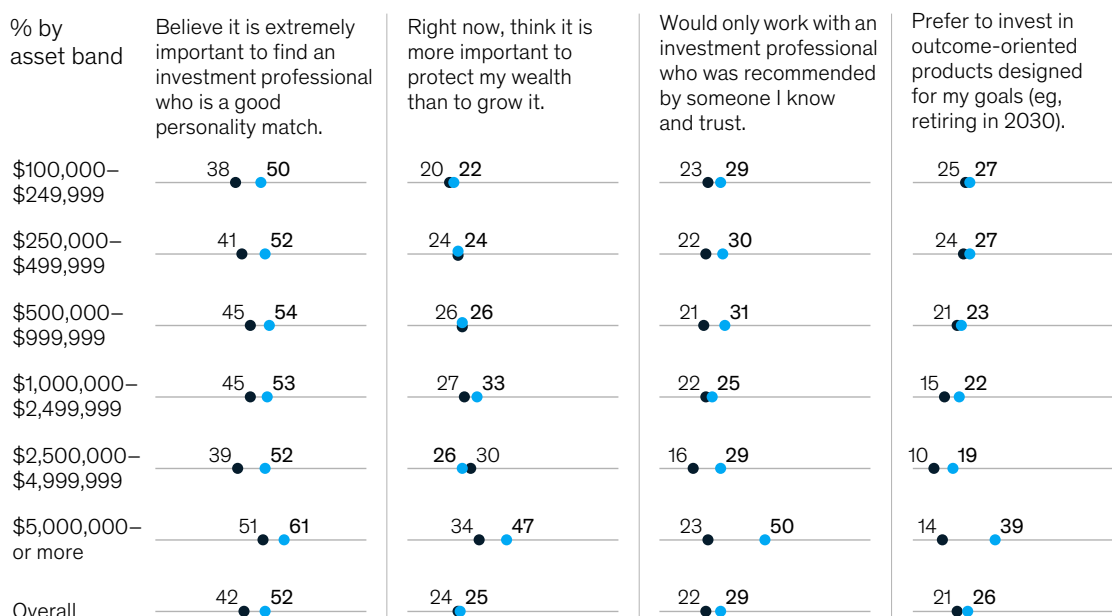 % by
asset band
Believe it is extremely
important to find an
investment professional
who is a good
personality match.
Right now, think it is
more important to
protect my wealth
than to grow it.
Would only work with an
investment professional
who was recommended
by someone I know
and trust.
Prefer to invest in
outcome-oriented
products designed
for my goals (eg,
retiring in 2030).
$100,000–
$249,999
38 50
20 22
23 29
25 27
$250,000–
$499,999
41 52
24 24
22 30
24 27
$500,000–
$999,999
45 54
26 26
21 31
21 23
$1,000,000–
$2,499,999
45 53
27 33
22 25
15 22
$2,500,000–
$4,999,999
39 52
26 30
16 29
10 19
$5,000,000–
or more
51 61
34 47
23 50
14 39
Overall
42 52
24 25
22 29
21 26